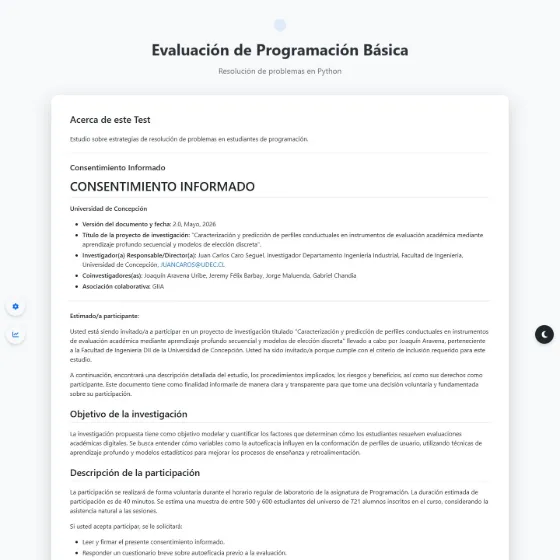 Evaluación de Programación Básica
Resolución de problemas en Python
Acerca de este Test
Estudio sobre estrategias de resolución de problemas en estudiantes de programación.
Consentimiento Informado
CONSENTIMIENTO INFORMADO
Universidad de Concepción
• Versión del documento y fecha: 2.0, Mayo, 2026
• Título de la proyecto de investigación: "Caracterización y predicción de perfiles conductuales en instrumentos de evaluación académica mediante
aprendizaje profundo secuencial y modelos de elección discreta".
• Investigador(a) Responsable/Director(a): Juan Carlos Caro Seguel, Investigador Departamento Ingeniería Industrial, Facultad de Ingeniería,
Universidad de Concepción, JUANCAROS@UDEC.CL
• Coinvestigadores(as): Joaquín Aravena Uribe, Jeremy Félix Barbay, Jorge Maluenda, Gabriel Chandia
• Asociación colaborativa: GIIA
Estimado/a participante:
Usted está siendo invitado/a a participar en un proyecto de investigación titulado "Caracterización y predicción de perfiles conductuales en instrumentos
de evaluación académica mediante aprendizaje profundo secuencial y modelos de elección discreta" llevado a cabo por Joaquín Aravena, perteneciente
a la Facultad de Ingeniería DII de la Universidad de Concepción. Usted ha sido invitado/a porque cumple con el criterio de inclusión requerido para este
estudio.
A continuación, encontrará una descripción detallada del estudio, los procedimientos implicados, los riesgos y beneficios, así como sus derechos como
participante. Este documento tiene como finalidad informarle de manera clara y transparente para que tome una decisión voluntaria y fundamentada
sobre su participación.
Objetivo de la investigación
La investigación propuesta tiene como objetivo modelar y cuantificar los factores que determinan cómo los estudiantes resuelven evaluaciones
académicas digitales. Se busca entender cómo variables como la autoeficacia influyen en la conformación de perfiles de usuario, utilizando técnicas de
aprendizaje profundo y modelos estadísticos para mejorar los procesos de enseñanza y retroalimentación.
Descripción de la participación
La participación se realizará de forma voluntaria durante el horario regular de laboratorio de la asignatura de Programación. La duración estimada de
participación es de 40 minutos. Se estima una muestra de entre 500 y 600 estudiantes del universo de 721 alumnos inscritos en el curso, considerando la
asistencia natural a las sesiones.
Si usted acepta participar, se le solicitará:
• Leer y firmar el presente consentimiento informado.
• Responder un cuestionario breve sobre autoeficacia previo a la evaluación.